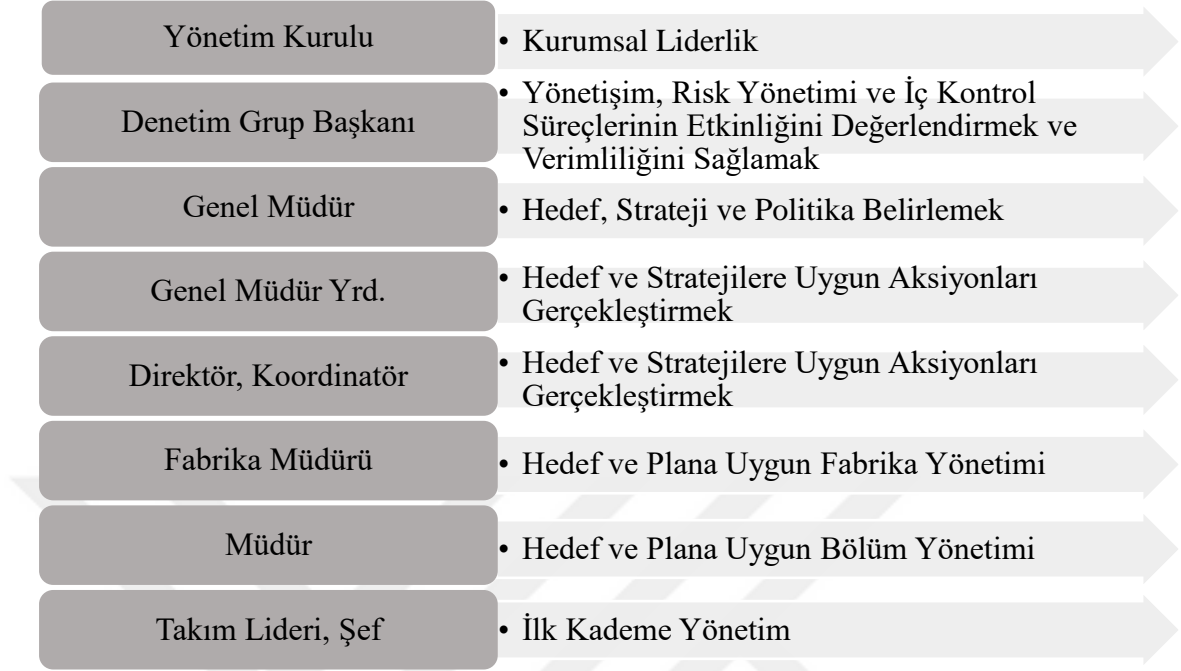 Yönetim Kurulu
• Kurumsal Liderlik
Denetim Grup Başkanı
• Yönetişim, Risk Yönetimi ve İç Kontrol
Süreçlerinin Etkinliğini Değerlendirmek ve
Verimliliğini Sağlamak
Genel Müdür
• Hedef, Strateji ve Politika Belirlemek
Genel Müdür Yrd.
• Hedef ve Stratejilere Uygun Aksiyonları
Gerçekleştirmek
Direktör, Koordinatör
• Hedef ve Stratejilere Uygun Aksiyonları
Gerçekleştirmek
Fabrika Müdürü
• Hedef ve Plana Uygun Fabrika Yönetimi
Müdür
• Hedef ve Plana Uygun Bölüm Yönetimi
Takım Lideri, Şef
• İlk Kademe Yönetim